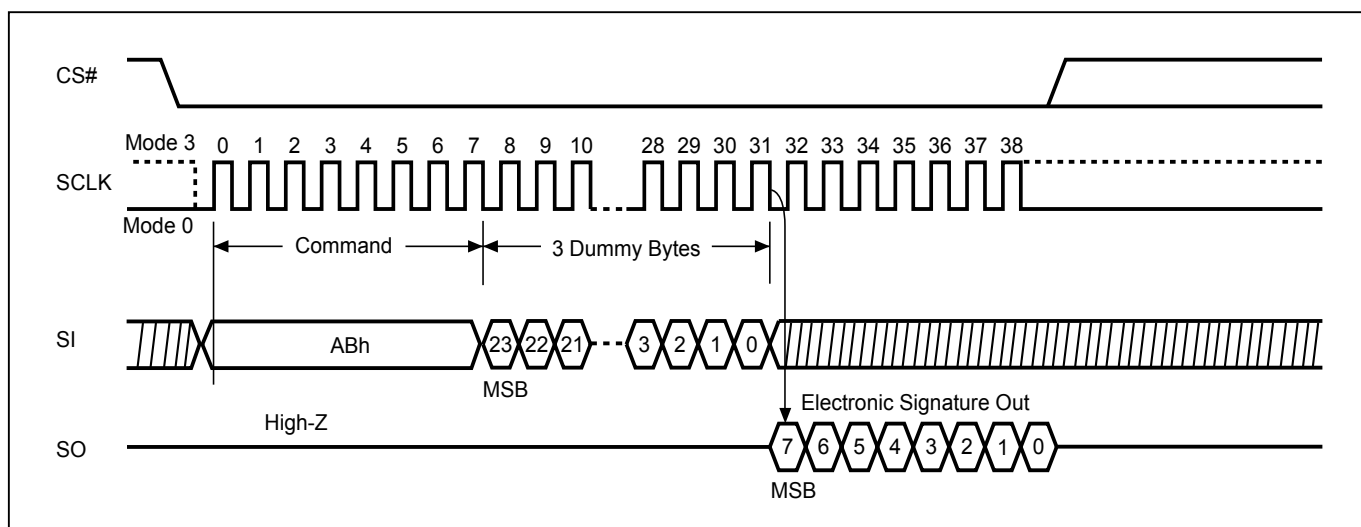 CS#
Mode 3
0 1 2 3 4 5 6 7 8 9 10 28 29 30 31 32 33 34 35 36 37 38
SCLK
Mode 0
Command 3 Dummy Bytes
SI
ABh 23 22 21 3 2 1 0
MSB
High-Z
Electronic Signature Out
SO
7 6 5 4 3 2 1 0
MSB